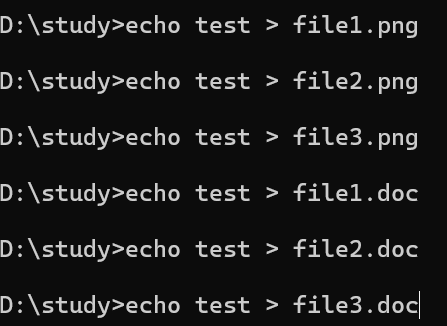 D:\study>echo test > file1.png
D:\study>echo test > file2.png
D:\study>echo test > file3.png
D:\study>echo test > file1.doc
D:\study>echo test > file2.doc
D:\study>echo test > file3.doc